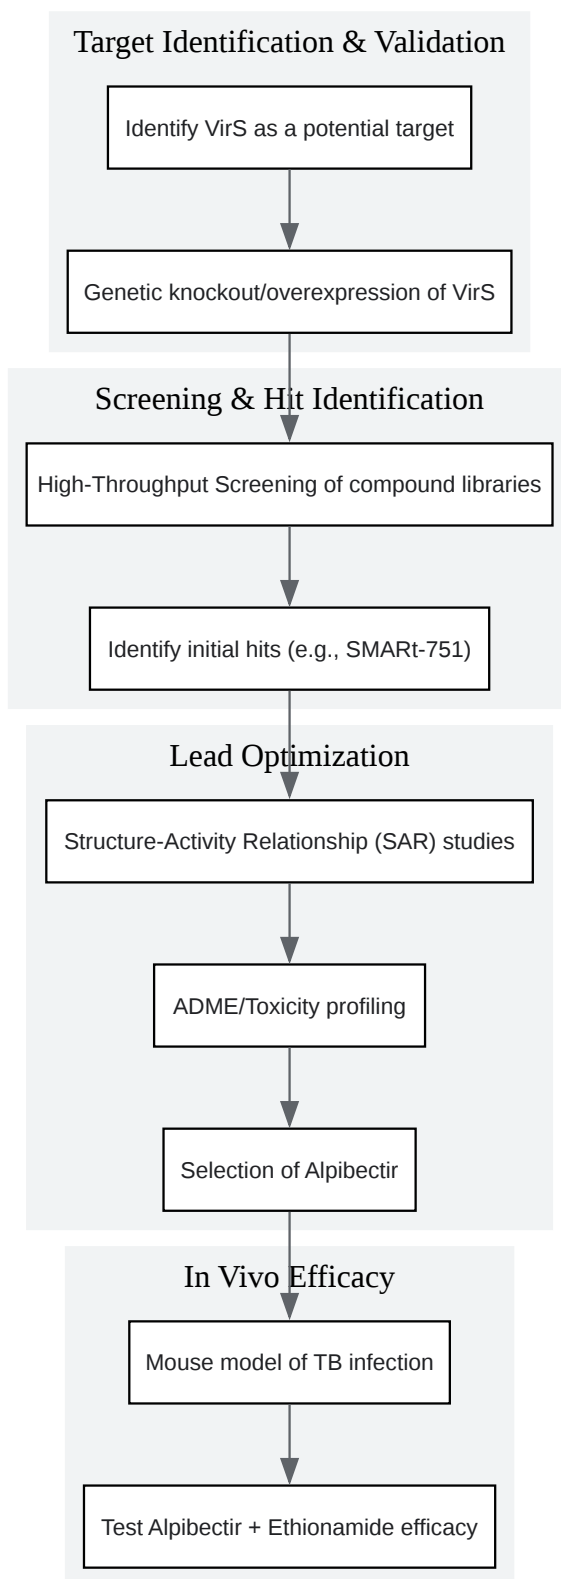 Target Identification & Validation
Identify VirS as a potential target
Genetic knockout/overexpression of VirS
Screening & Hit Identification
High-Throughput Screening of compound libraries
Identify initial hits (e.g., SMARt-751)
Lead Optimization
Structure-Activity Relationship (SAR) studies
ADME/Toxicity profiling
Selection of Alpibectir
In Vivo Efficacy
Mouse model of TB infection
Test Alpibectir + Ethionamide efficacy